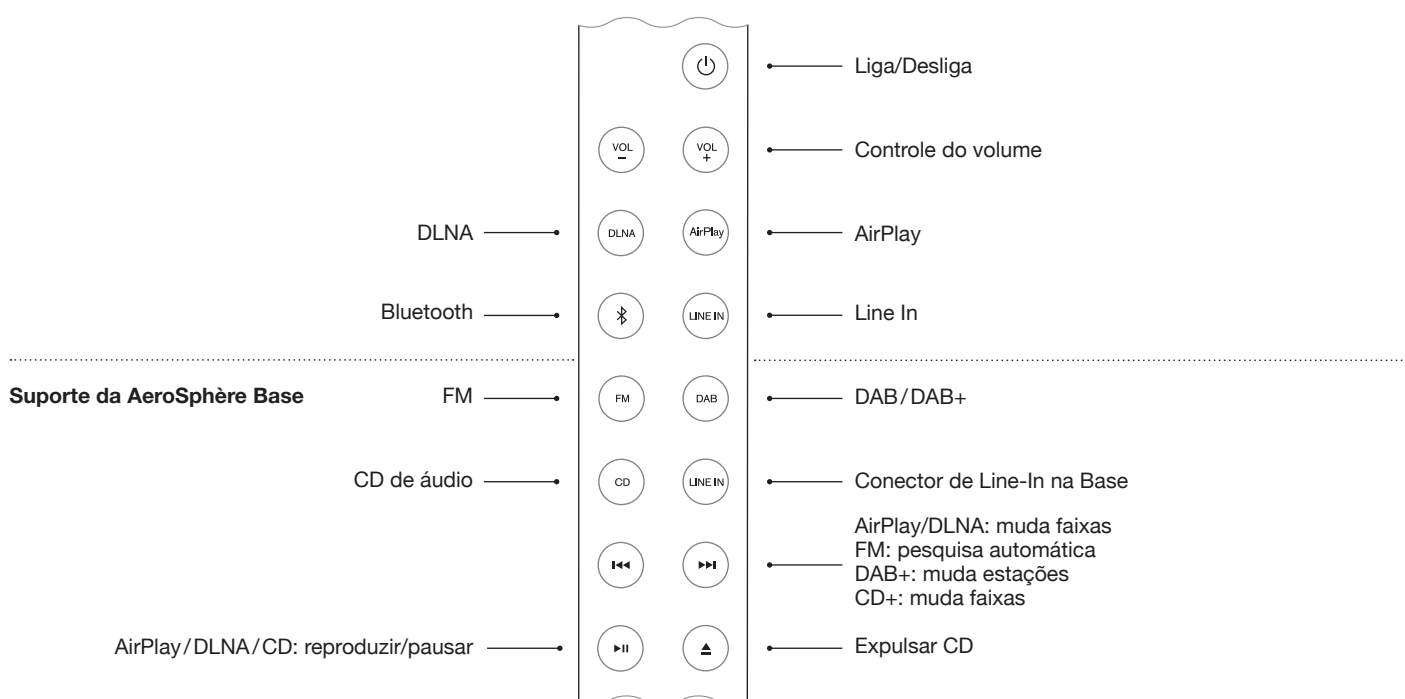 Liga/Desliga
VOL
−
VOL
+
Controle do volume
DLNA
DLNA
AirPlay
AirPlay
Bluetooth
LINE IN
Line In
Suporte da AeroSphère Base
FM
FM
DAB
DAB/DAB+
CD de áudio
CD
LINE IN
Conector de Line-In na Base
AirPlay/DLNA: muda faixas
FM: pesquisa automática
DAB+: muda estações
CD+: muda faixas
AirPlay/DLNA/CD: reproduzir/pausar
Expulsar CD